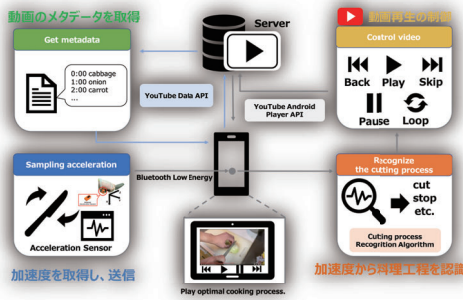 動画のメタデータを取得
Get metadata
0:00 cabbage
1:00 onion
2:00 carrot
...
Server
YouTube Data API
YouTube Android
Player API
動画再生の制御
Control video
Back Play Skip
Pause Loop
Sampling acceleration
Acceleration Sensor
加速度を取得し、送信
Bluetooth Low Energy
Play optimal cooking process.
Recognize
the cutting process
cut
stop
etc.
Cutting process
Recogrition Algorithm
加速度から料理工程を認識